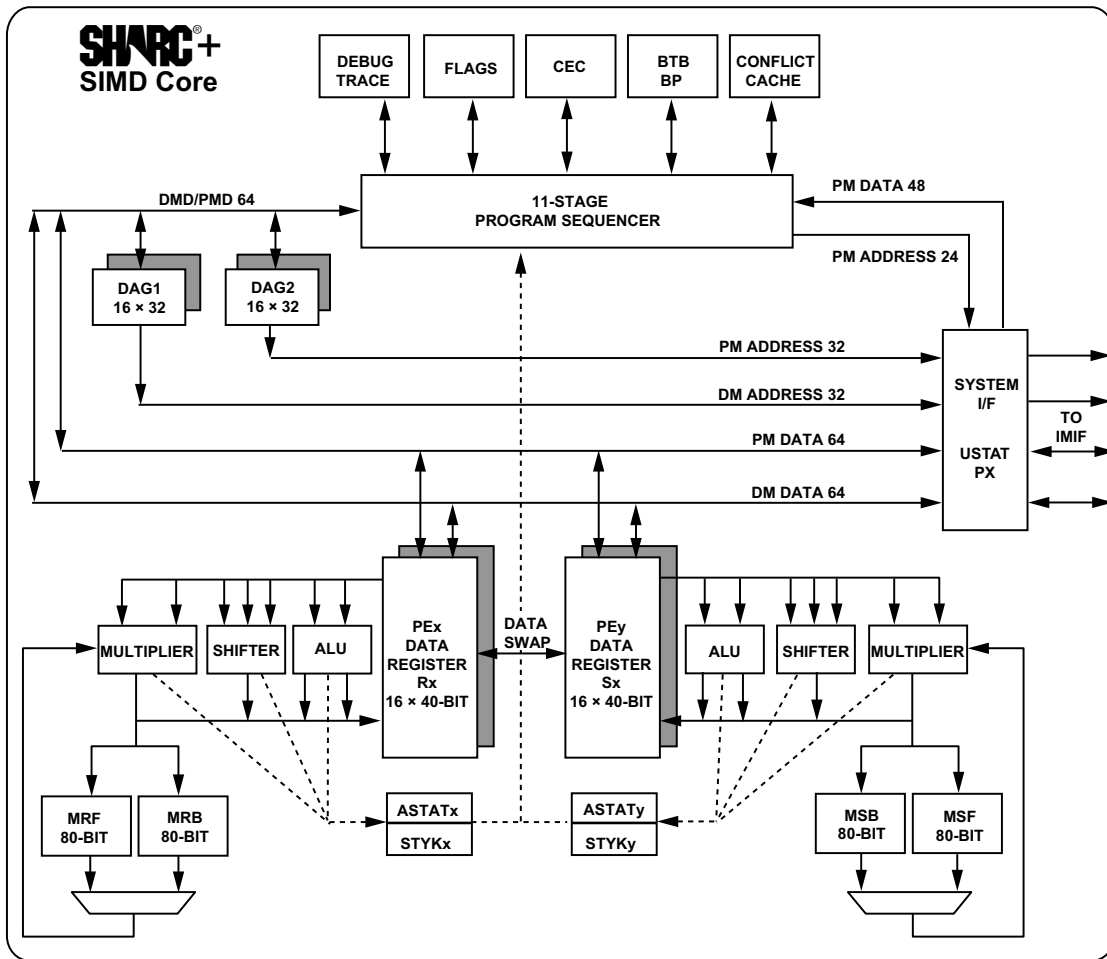 SHARC®+
SIMD Core
DEBUG
TRACE
FLAGS
CEC
BTB
BP
CONFLICT
CACHE
DMD/PMD 64
11-STAGE
PROGRAM SEQUENCER
PM DATA 48
PM ADDRESS 24
DAG1
16 × 32
DAG2
16 × 32
PM ADDRESS 32
DM ADDRESS 32
PM DATA 64
DM DATA 64
SYSTEM
I/F
USTAT
PX
TO
IMIF
MULTIPLIER
SHIFTER
ALU
PEx
DATA
REGISTER
Rx
16 × 40-BIT
DATA
SWAP
PEy
DATA
REGISTER
Sx
16 × 40-BIT
ALU
SHIFTER
MULTIPLIER
MRF
80-BIT
MRB
80-BIT
ASTATx
STYKx
ASTATy
STYKy
MSB
80-BIT
MSF
80-BIT